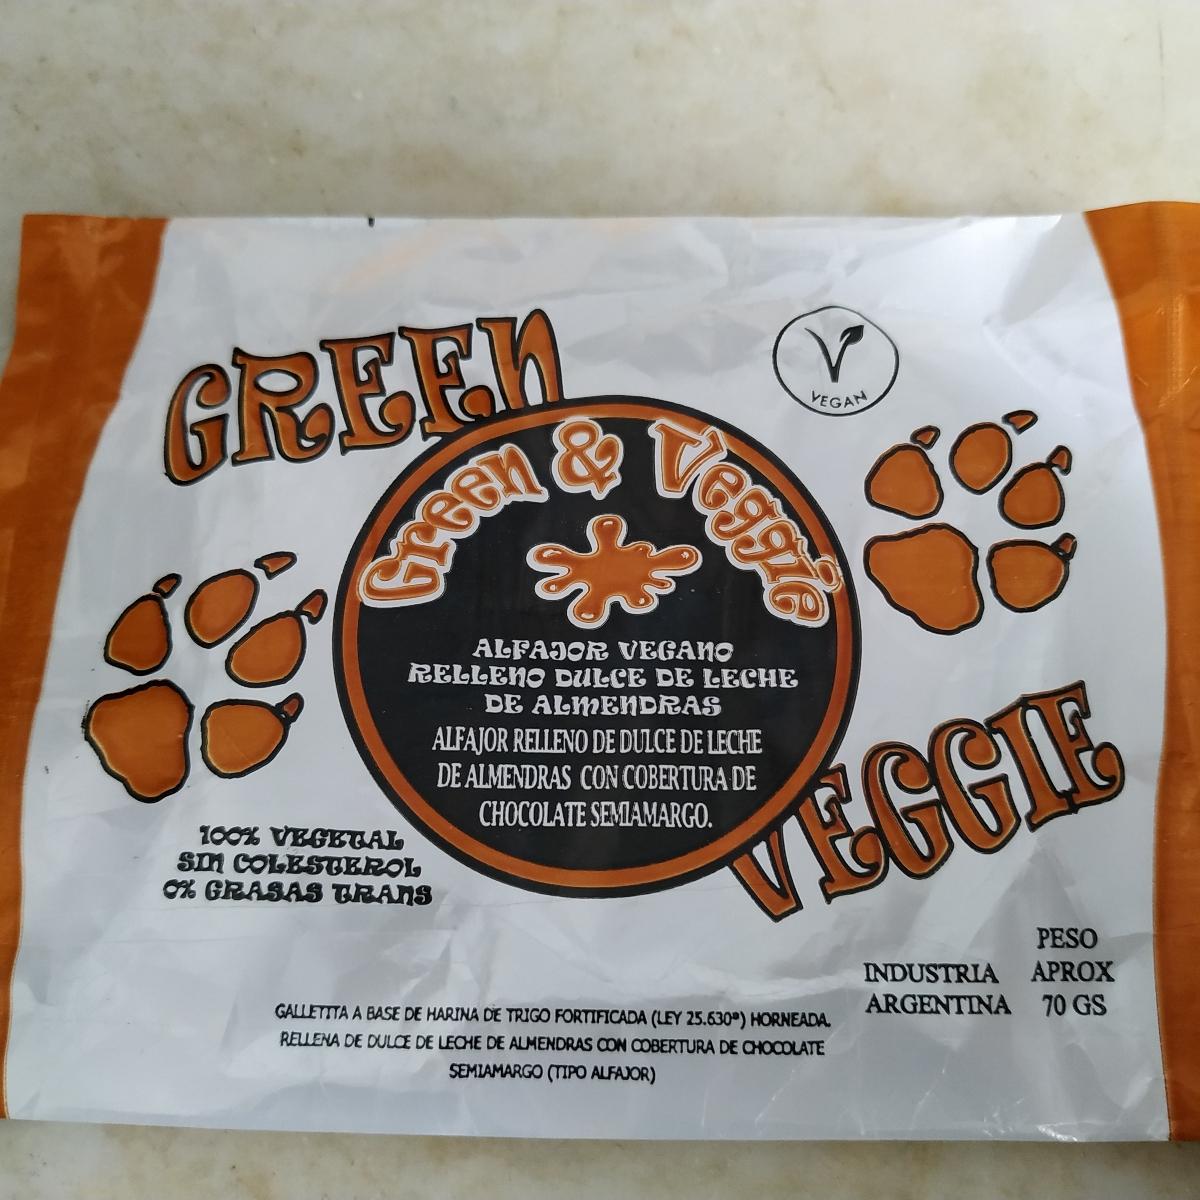 GREEN
VEGAN
Green & Veggie
ALFAJOR VEGANO
RELLENO DULCE DE LECHE
DE ALMENDRAS
ALFAJOR RELLENO DE DULCE DE LECHE
DE ALMENDRAS CON COBERTURA DE
CHOCOLATE SEMIAMARGO.
VEGGIE
100% VEGETAL
SIN COLESTEROL
0% GRASAS TRANS
PESO
INDUSTRIA APROX
ARGENTINA 70 GS
GALLETTTA A BASE DE HARINA DE TRIGO FORTIFICADA (LEY 25.630º) HORNEADA.
RELLENA DE DULCE DE LECHE DE ALMENDRAS CON COBERTURA DE CHOCOLATE
SEMIAMARGO (TIPO ALFAJOR)